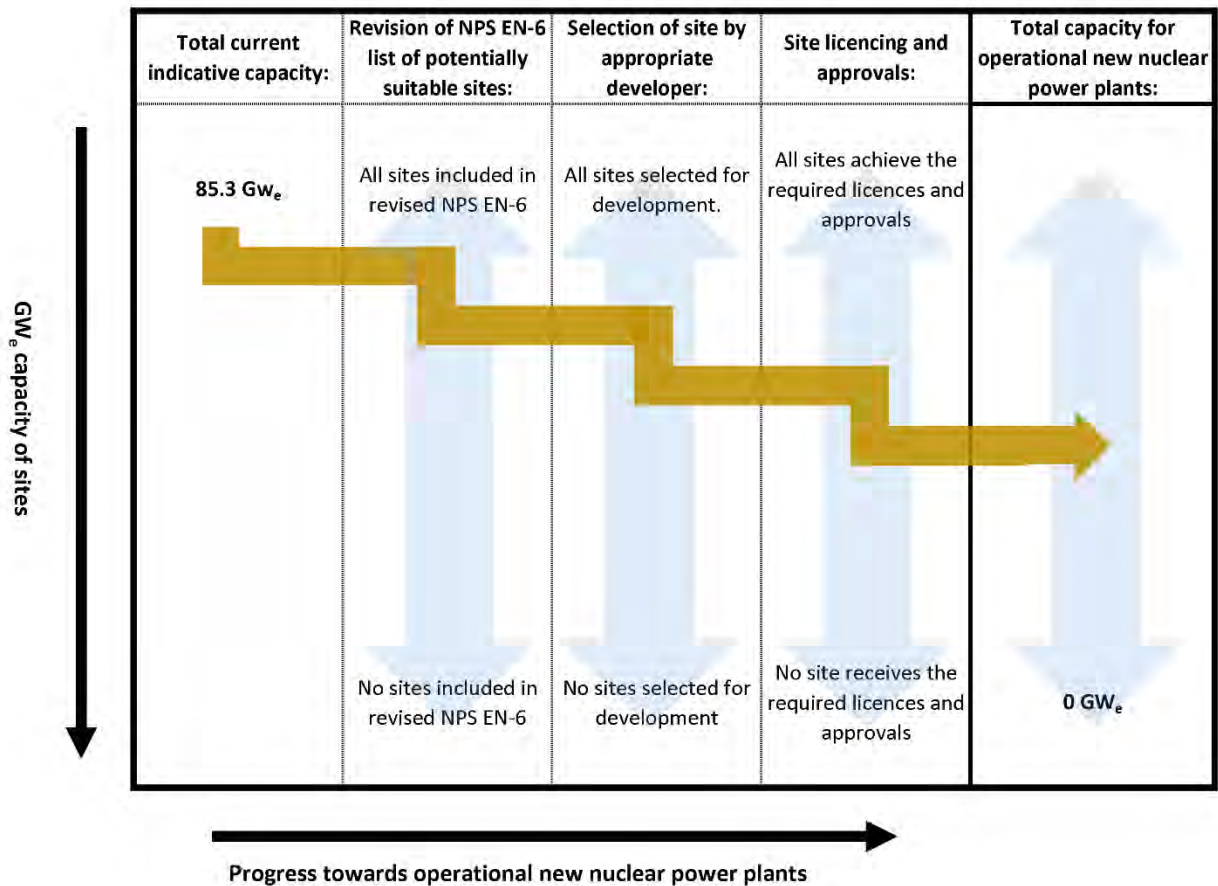 Total current
indicative capacity:
Revision of NPS EN-6
list of potentially
suitable sites:
Selection of site by
appropriate
developer:
Site licencing and
approvals:
Total capacity for
operational new nuclear
power plants:
85.3 Gwe
All sites included in
revised NPS EN-6
All sites selected for
development.
All sites achieve the
required licences and
approvals
GWe capacity of sites
No sites included in
revised NPS EN-6
No sites selected for
development
No site receives the
required licences and
approvals
0 GWe
Progress towards operational new nuclear power plants